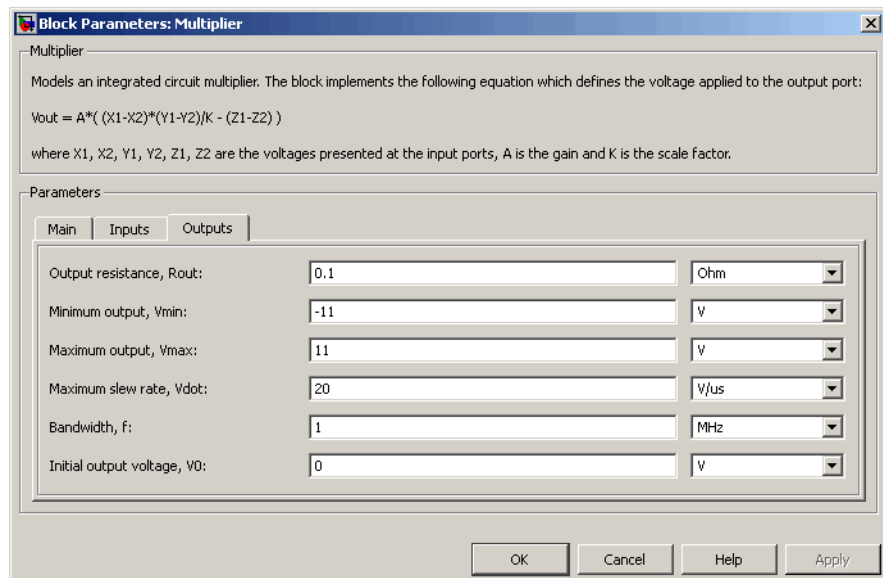 Block Parameters: Multiplier
Multiplier
Models an integrated circuit multiplier. The block implements the following equation which defines the voltage applied to the output port:
Vout = A*( (X1-X2)*(Y1-Y2)/K - (Z1-Z2) )
where X1, X2, Y1, Y2, Z1, Z2 are the voltages presented at the input ports, A is the gain and K is the scale factor.
Parameters
Main Inputs Outputs
Output resistance, Rout: 0.1 Ohm
Minimum output, Vmin: -11 V
Maximum output, Vmax: 11 V
Maximum slew rate, Vdot: 20 V/us
Bandwidth, f: 1 MHz
Initial output voltage, V0: 0 V
OK Cancel Help Apply